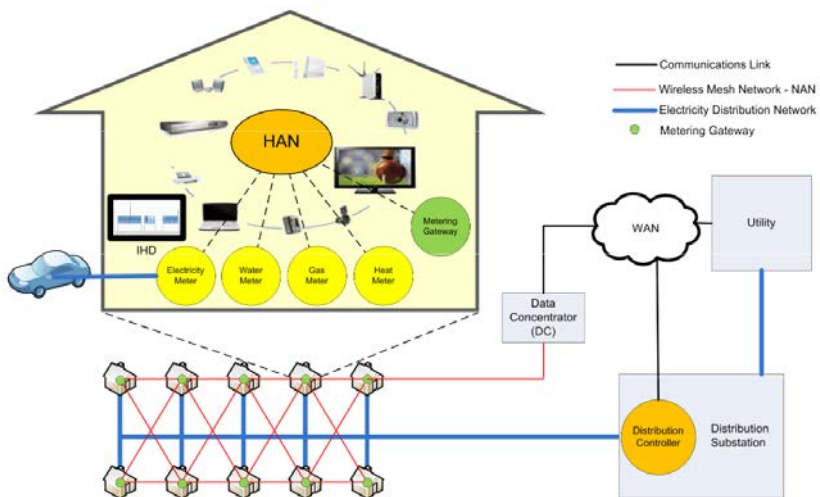 Communications Link
Wireless Mesh Network - NAN
Electricity Distribution Network
Metering Gateway
HAN
IHD
Metering
Gateway
Electricity
Meter
Water
Meter
Gas
Meter
Heat
Meter
WAN
Utility
Data
Concentrator
(DC)
Distribution
Controller
Distribution
Substation